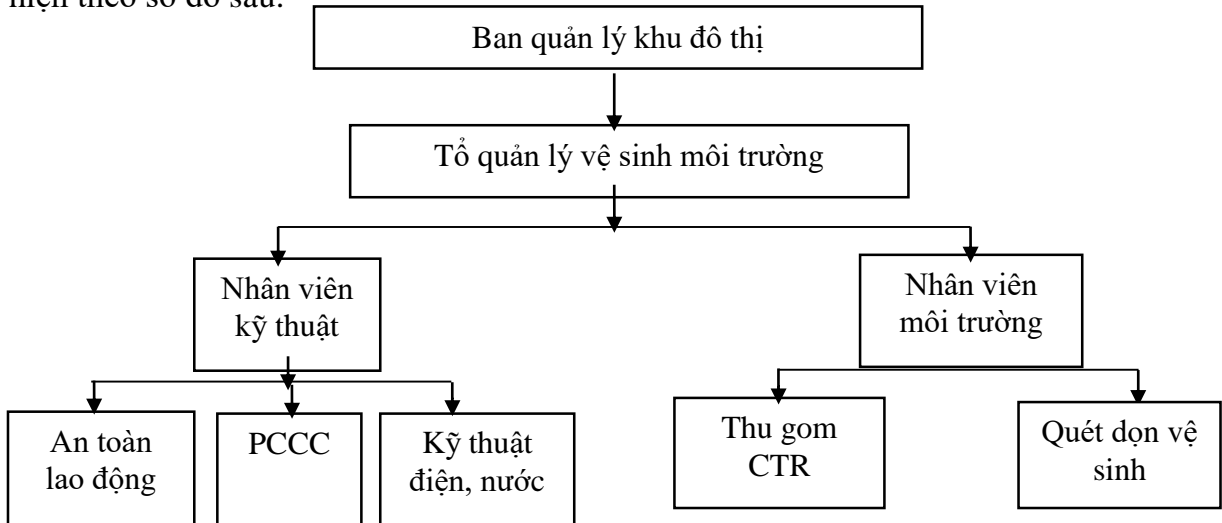 hiện theo sơ đồ sau:
Ban quản lý khu đô thị
Tổ quản lý vệ sinh môi trường
Nhân viên
kỹ thuật
Nhân viên
môi trường
An toàn
lao động
PCCC
Kỹ thuật
điện, nước
Thu gom
CTR
Quét dọn vệ
sinh